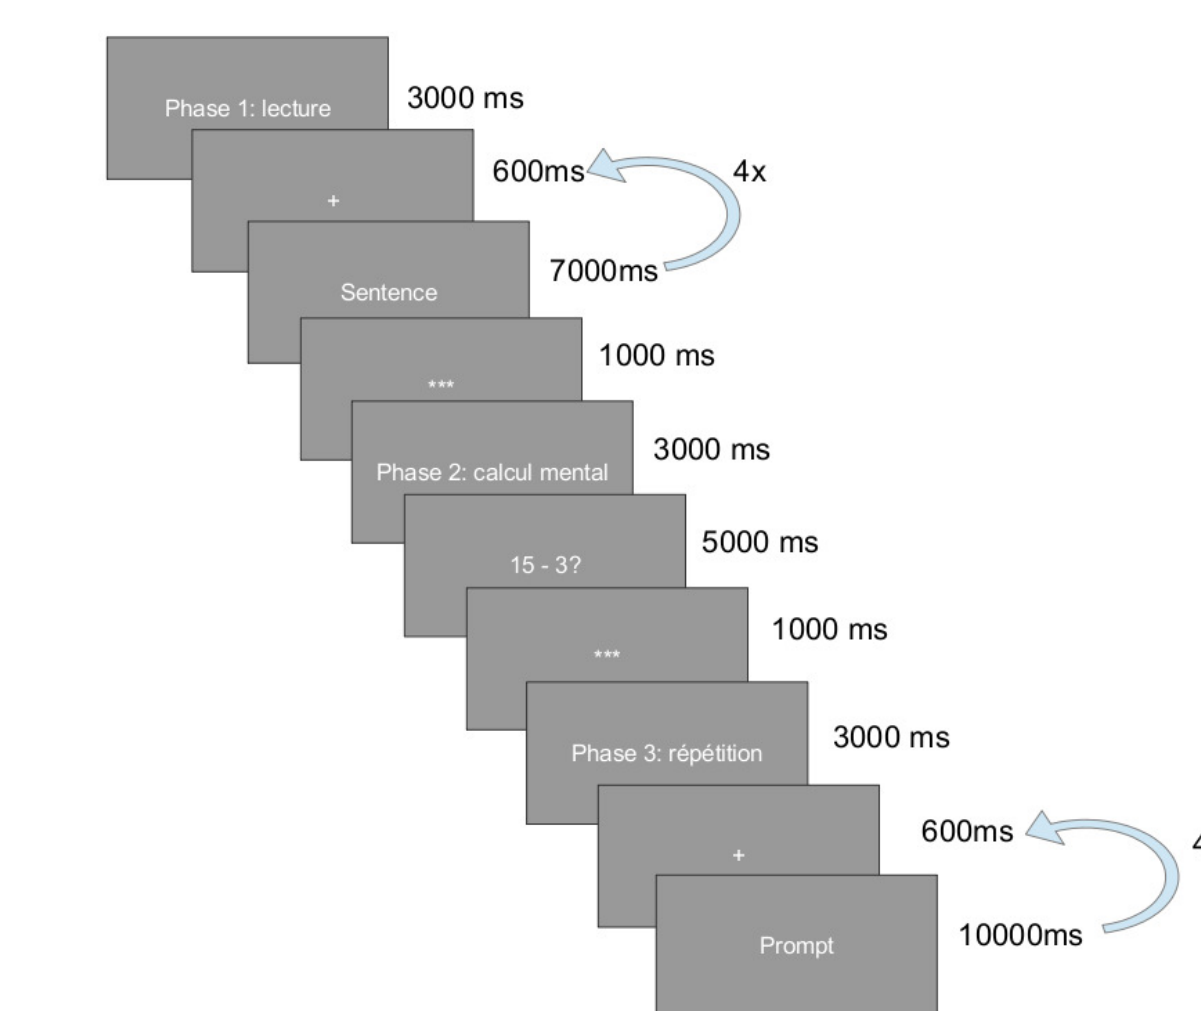 Phase 1: lecture
3000 ms
+
600ms
4x
Sentence
7000ms
***
1000 ms
Phase 2: calcul mental
3000 ms
15 - 3?
5000 ms
***
1000 ms
Phase 3: répétition
3000 ms
+
600ms
Prompt
10000ms